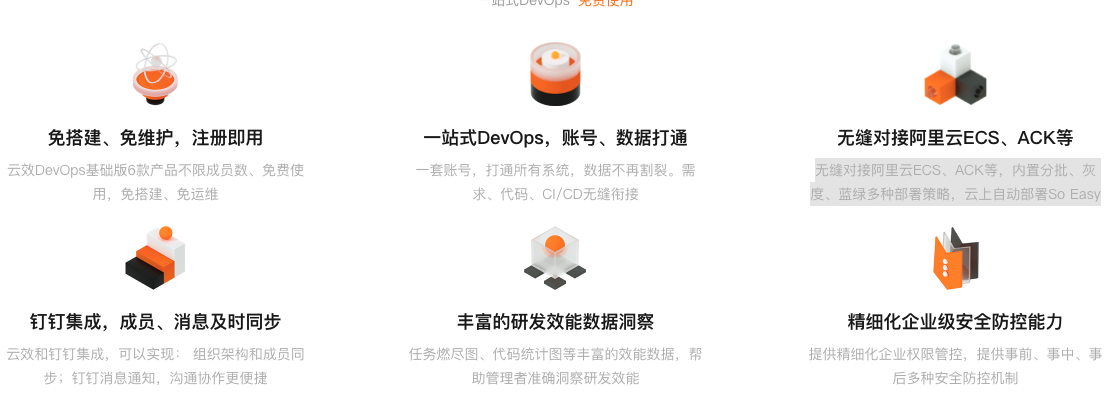 一站式DevOps 免费使用
免搭建、免维护，注册即用
一站式DevOps，账号、数据打通
无缝对接阿里云ECS、ACK等
云效DevOps基础版6款产品不限成员数、免费使
用，免搭建、免运维
一套账号，打通所有系统，数据不再割裂。需
求、代码、CI/CD无缝衔接
无缝对接阿里云ECS、ACK等，内置分批、灰
度、蓝绿多种部署策略，云上自动部署So Easy
钉钉集成，成员、消息及时同步
丰富的研发效能数据洞察
精细化企业级安全防控能力
云效和钉钉集成，可以实现： 组织架构和成员同
步；钉钉消息通知，沟通协作更便捷
任务燃尽图、代码统计图等丰富的效能数据，帮
助管理者准确洞察研发效能
提供精细化企业权限管控，提供事前、事中、事
后多种安全防控机制